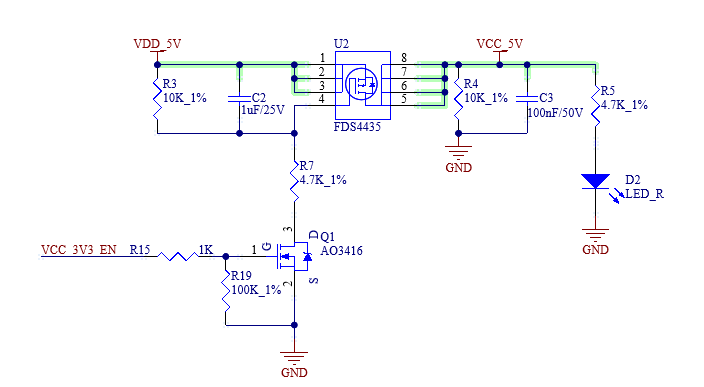 U2
VDD_5V
VCC_5V
1
8
2
7
3
6
4
5
R3
10K_1%
C2
1uF/25V
FDS4435
R4
10K_1%
C3
100nF/50V
R5
4.7K_1%
GND
R7
4.7K_1%
D2
LED_R
GND
3
D
Q1
AO3416
G
VCC_3V3_EN
R15
1K
1
R19
100K_1%
2
S
GND